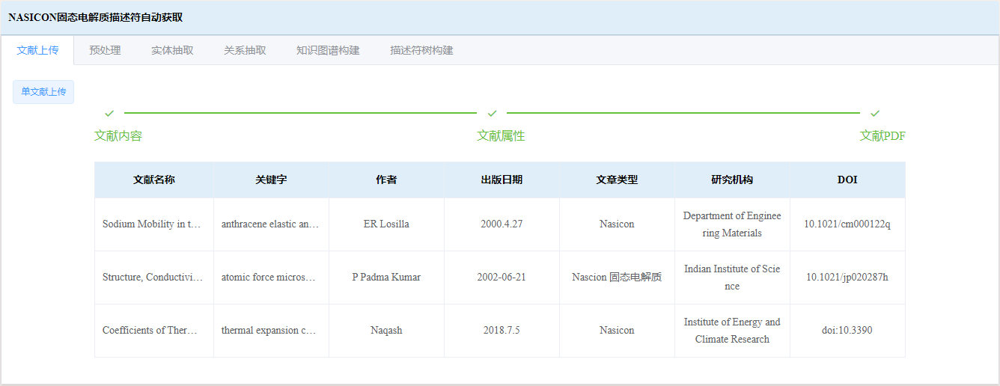 NASICON固态电解质描述符自动获取
文献上传 预处理 实体抽取 关系抽取 知识图谱构建 描述符树构建
单文献上传
文献内容 文献属性 文献PDF
文献名称 关键字 作者 出版日期 文章类型 研究机构 DOI
Sodium Mobility in t… anthracene elastic an… ER Losilla 2000.4.27 Nasicon Department of Enginee
ring Materials 10.1021/cm000122q
Structure, Conductivi… atomic force micros… P Padma Kumar 2002-06-21 Nascion 固态电解质 Indian Institute of Scie
nce 10.1021/jp020287h
Coefficients of Ther… thermal expansion c… Naqash 2018.7.5 Nasicon Institute of Energy and
Climate Research doi:10.3390